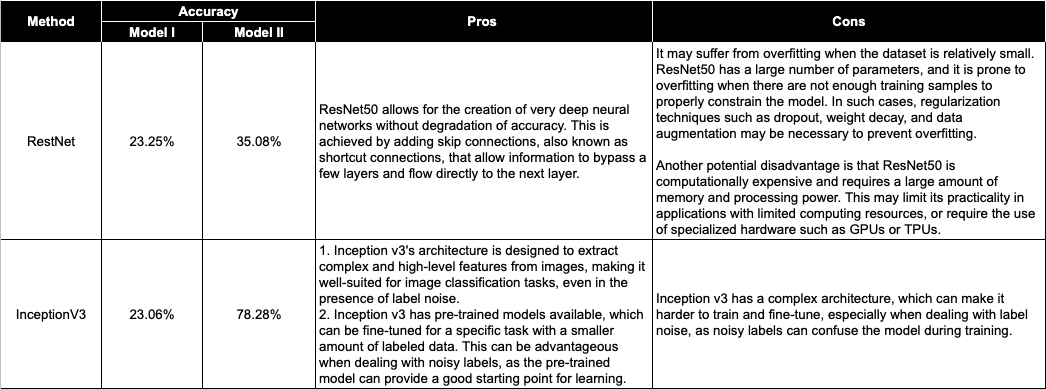 Method
Accuracy
Model I
Model II
Pros
Cons
RestNet
23.25%
35.08%
ResNet50 allows for the creation of very deep neural
networks without degradation of accuracy. This is
achieved by adding skip connections, also known as
shortcut connections, that allow information to bypass a
few layers and flow directly to the next layer.
It may suffer from overfitting when the dataset is relatively small.
ResNet50 has a large number of parameters, and it is prone to
overfitting when there are not enough training samples to
properly constrain the model. In such cases, regularization
techniques such as dropout, weight decay, and data
augmentation may be necessary to prevent overfitting.
Another potential disadvantage is that ResNet50 is
computationally expensive and requires a large amount of
memory and processing power. This may limit its practicality in
applications with limited computing resources, or require the use
of specialized hardware such as GPUs or TPUs.
InceptionV3
23.06%
78.28%
1. Inception v3's architecture is designed to extract
complex and high-level features from images, making it
well-suited for image classification tasks, even in the
presence of label noise.
2. Inception v3 has pre-trained models available, which
can be fine-tuned for a specific task with a smaller
amount of labeled data. This can be advantageous
when dealing with noisy labels, as the pre-trained
model can provide a good starting point for learning.
Inception v3 has a complex architecture, which can make it
harder to train and fine-tune, especially when dealing with label
noise, as noisy labels can confuse the model during training.